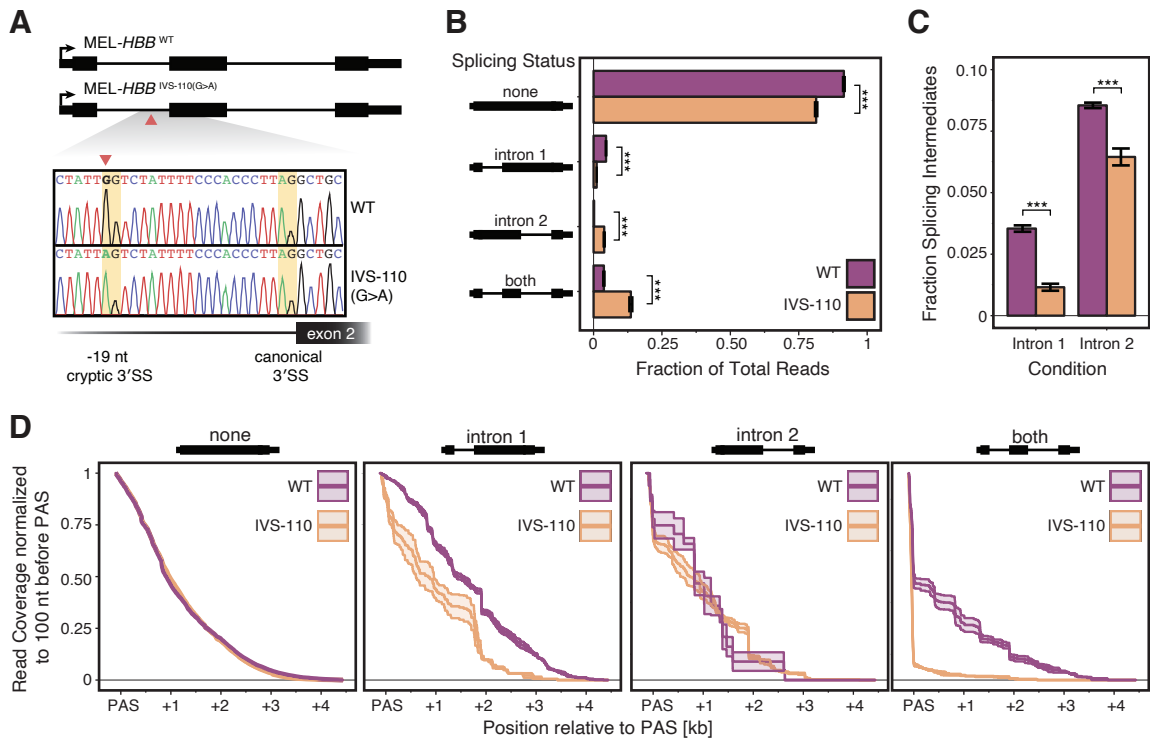 A
MEL-HBB WT
MEL-HBB IVS-110(G>A)
CTATTGGTCTATTTTCCCACCCTTAGGCTGC
WT
CTATTAGTCTATTTTCCCACCCTTAGGCTGC
IVS-110
(G>A)
exon 2
-19 nt
cryptic 3′SS
canonical
3′SS
B
Splicing Status
none
***
intron 1
***
intron 2
***
both
***
WT
IVS-110
0 0.25 0.50 0.75 1
Fraction of Total Reads
C
Fraction Splicing Intermediates
0.10
0.075
0.050
0.025
0
***
***
Intron 1 Intron 2
Condition
D
Read Coverage normalized
to 100 nt before PAS
1
0.75
0.50
0.25
0
none
WT
IVS-110
PAS +1 +2 +3 +4
intron 1
WT
IVS-110
PAS +1 +2 +3 +4
intron 2
WT
IVS-110
PAS +1 +2 +3 +4
both
WT
IVS-110
PAS +1 +2 +3 +4
Position relative to PAS [kb]